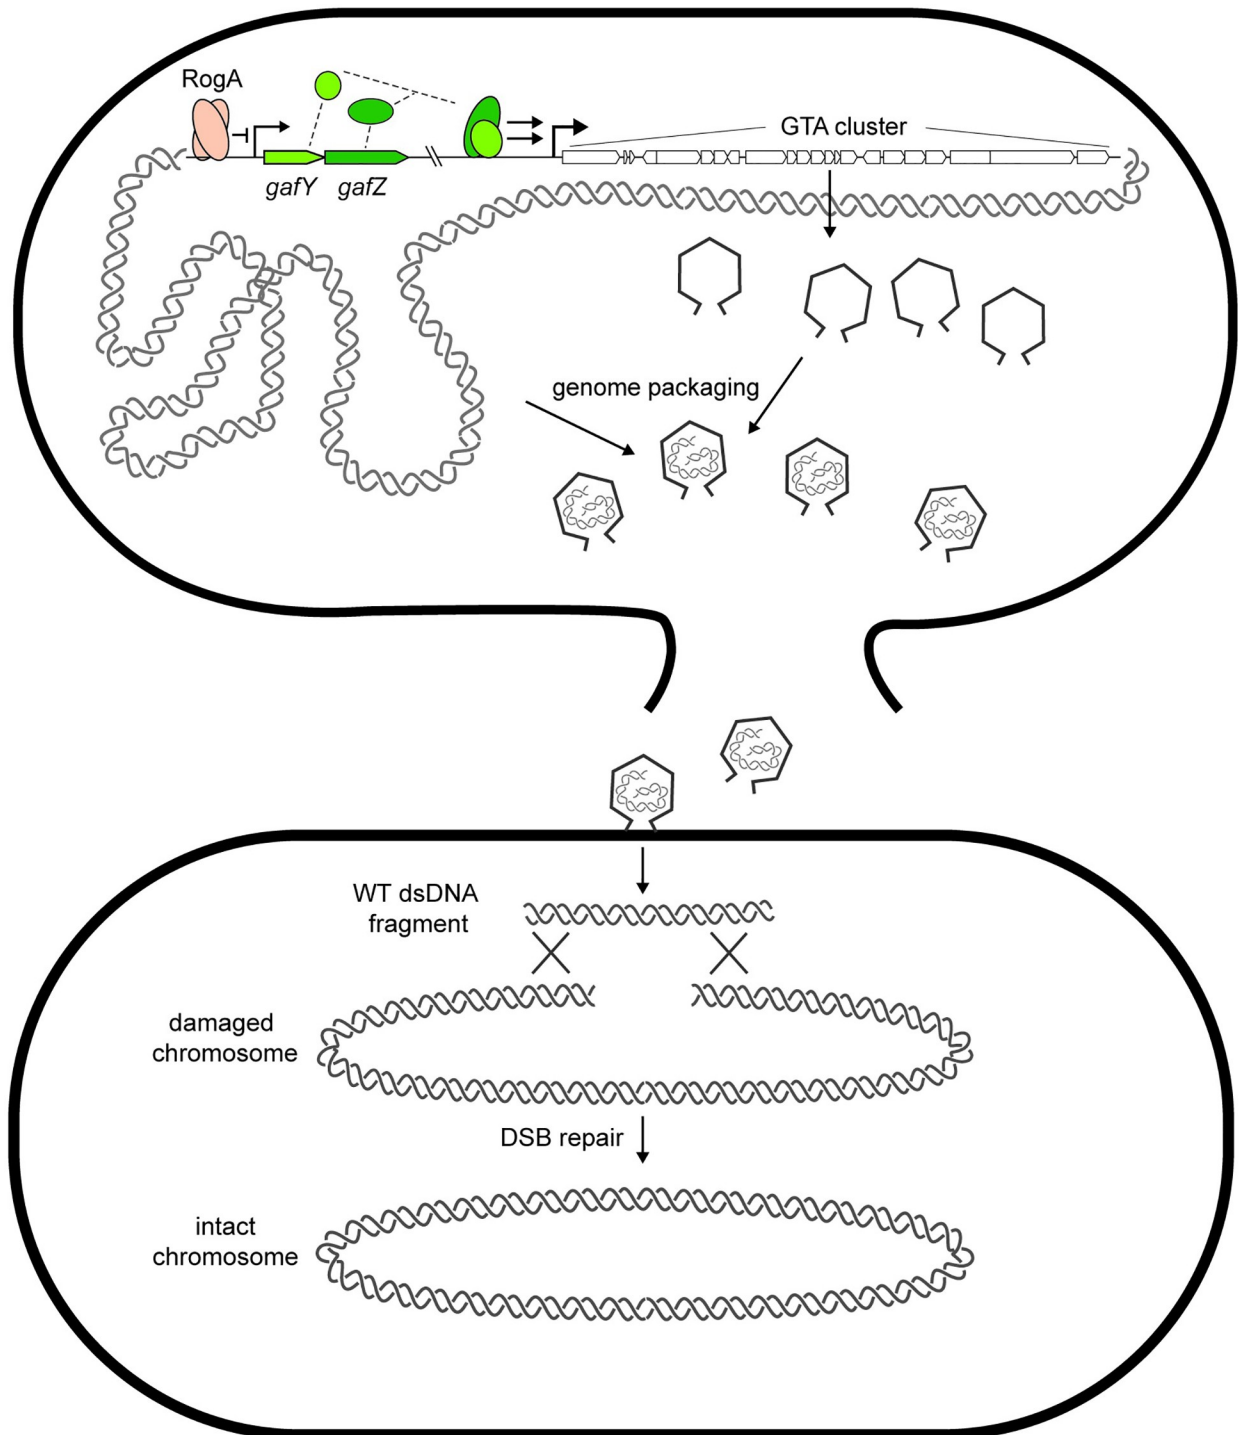 RogA
GTA cluster
gafY gafZ
genome packaging
WT dsDNA
fragment
damaged
chromosome
DSB repair
intact
chromosome